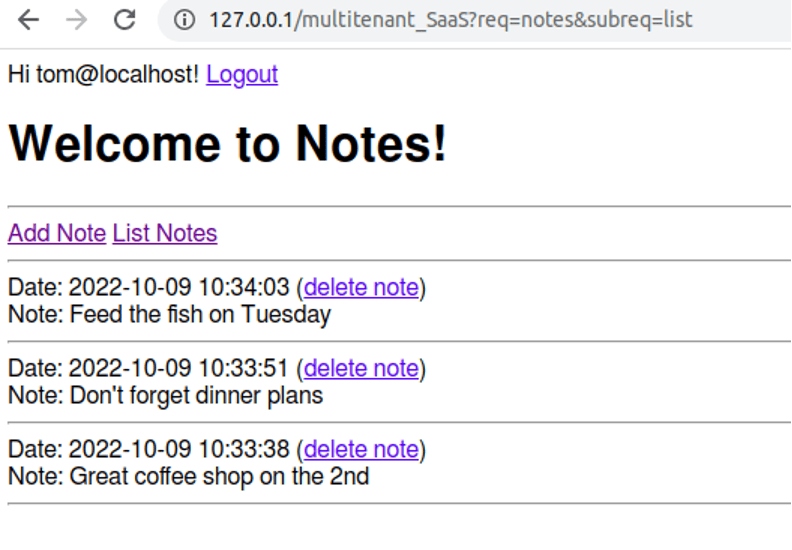 127.0.0.1/multitenant_SaaS?req=notes&subreq=list
Hi tom@localhost! Logout
Welcome to Notes!
Add Note List Notes
Date: 2022-10-09 10:34:03 (delete note)
Note: Feed the fish on Tuesday
Date: 2022-10-09 10:33:51 (delete note)
Note: Don't forget dinner plans
Date: 2022-10-09 10:33:38 (delete note)
Note: Great coffee shop on the 2nd